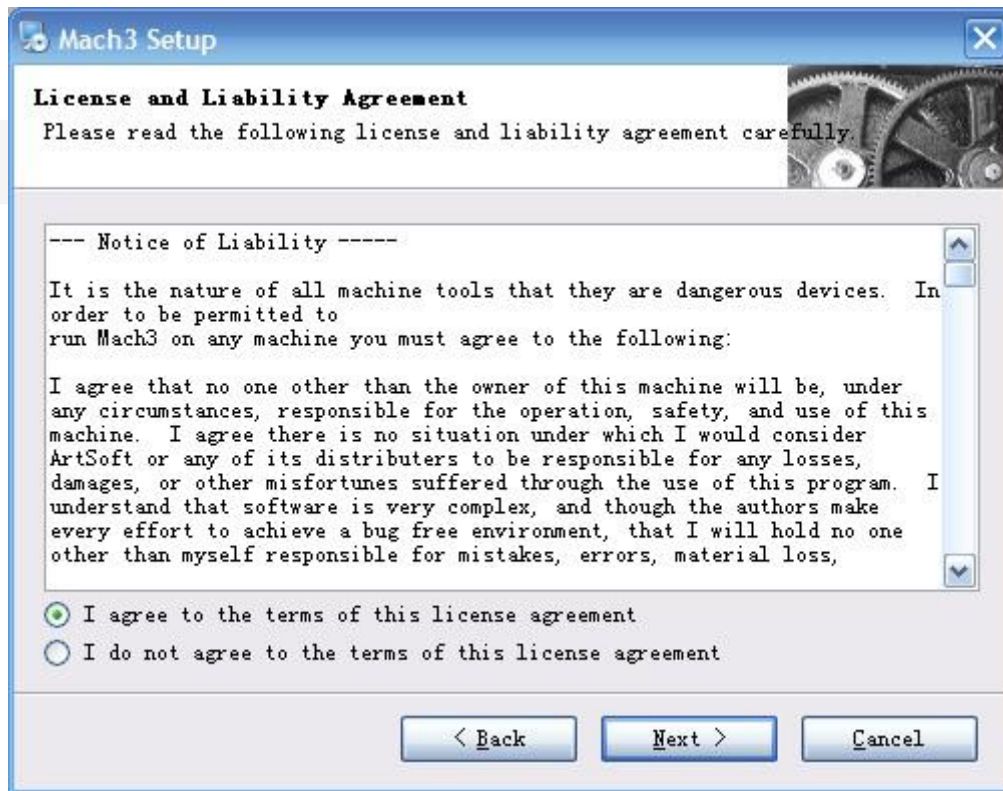 Mach3 Setup
License and Liability Agreement
Please read the following license and liability agreement carefully.
--- Notice of Liability -----
It is the nature of all machine tools that they are dangerous devices.  In
order to be permitted to
run Mach3 on any machine you must agree to the following:
I agree that no one other than the owner of this machine will be, under
any circumstances, responsible for the operation, safety, and use of this
machine.  I agree there is no situation under which I would consider
ArtSoft or any of its distributers to be responsible for any losses,
damages, or other misfortunes suffered through the use of this program.  I
understand that software is very complex, and though the authors make
every effort to achieve a bug free environment, that I will hold no one
other than myself responsible for mistakes, errors, material loss,
I agree to the terms of this license agreement
I do not agree to the terms of this license agreement
< Back
Next >
Cancel